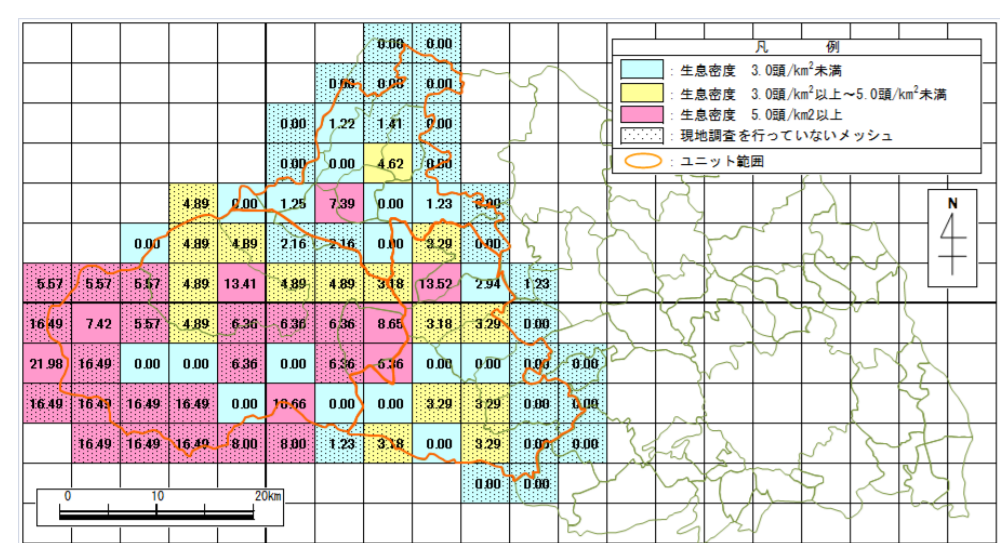 0.00 0.00
凡 例
0.00 0.00 0.00
: 生息密度 3.0頭/km²未満
: 生息密度 3.0頭/km²以上～5.0頭/km²未満
0.00 1.22 1.41 0.00
: 生息密度 5.0頭/km2以上
: 現地調査を行っていないメッシュ
0.00 0.00 4.62 0.00
: ユニット範囲
4.89 0.00 1.25 7.39 0.00 1.23 0.00
N
0.00 4.89 4.89 2.16 2.16 0.00 3.29 0.00
5.57 5.57 5.57 4.89 13.41 4.89 4.89 3.18 13.52 2.94 1.23
16.49 7.42 5.57 4.89 6.36 6.36 6.36 8.65 3.18 3.29 0.00
21.98 16.49 0.00 0.00 6.36 0.00 6.36 6.36 0.00 0.00 0.00 0.00
16.49 16.49 16.49 16.49 0.00 0.00 0.00 3.29 3.29 0.00 0.00
16.49 16.49 16.49 8.00 8.00 1.23 3.18 0.00 3.29 0.00 0.00
0.00 0.00
0 10 20km